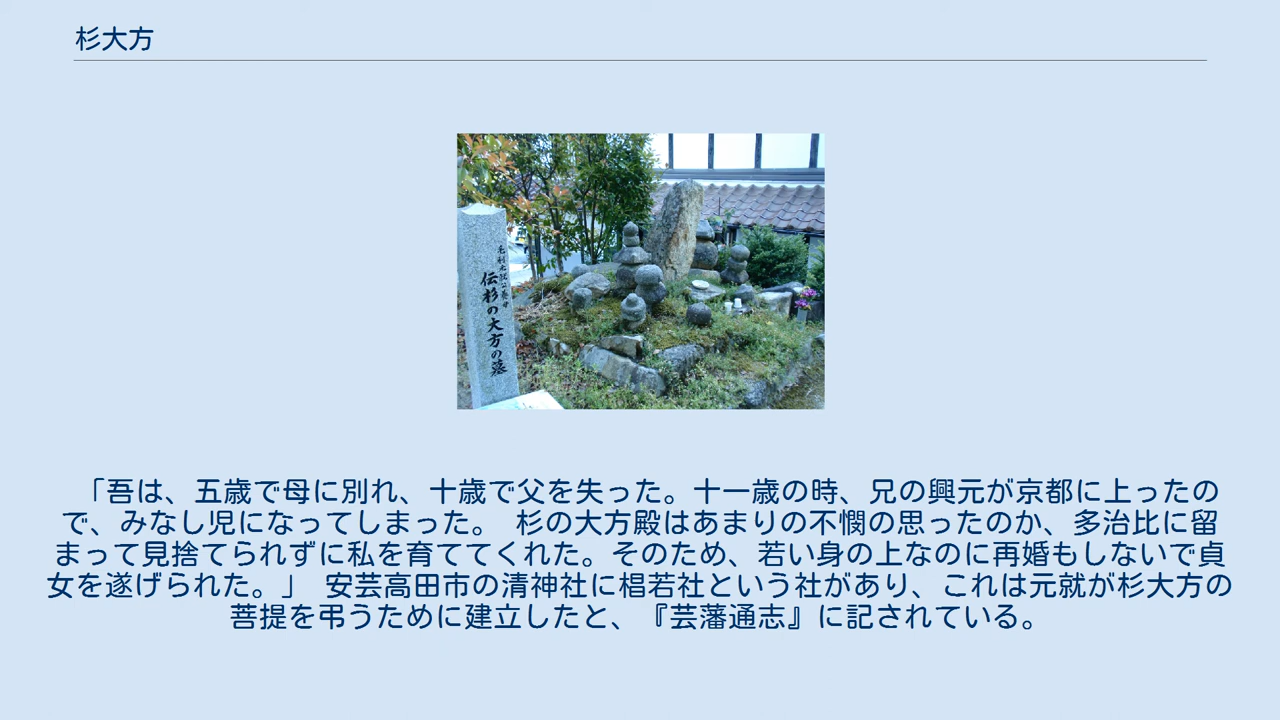 杉大方
毛利元就公養母
伝杉の大方の墓
「吾は、五歳で母に別れ、十歳で父を失った。十一歳の時、兄の興元が京都に上ったの
で、みなし児になってしまった。 杉の大方殿はあまりの不憫の思ったのか、多治比に留
まって見捨てられずに私を育ててくれた。そのため、若い身の上なのに再婚もしないで貞
女を遂げられた。」 安芸高田市の清神社に椙若社という社があり、これは元就が杉大方の
菩提を弔うために建立したと、『芸藩通志』に記されている。